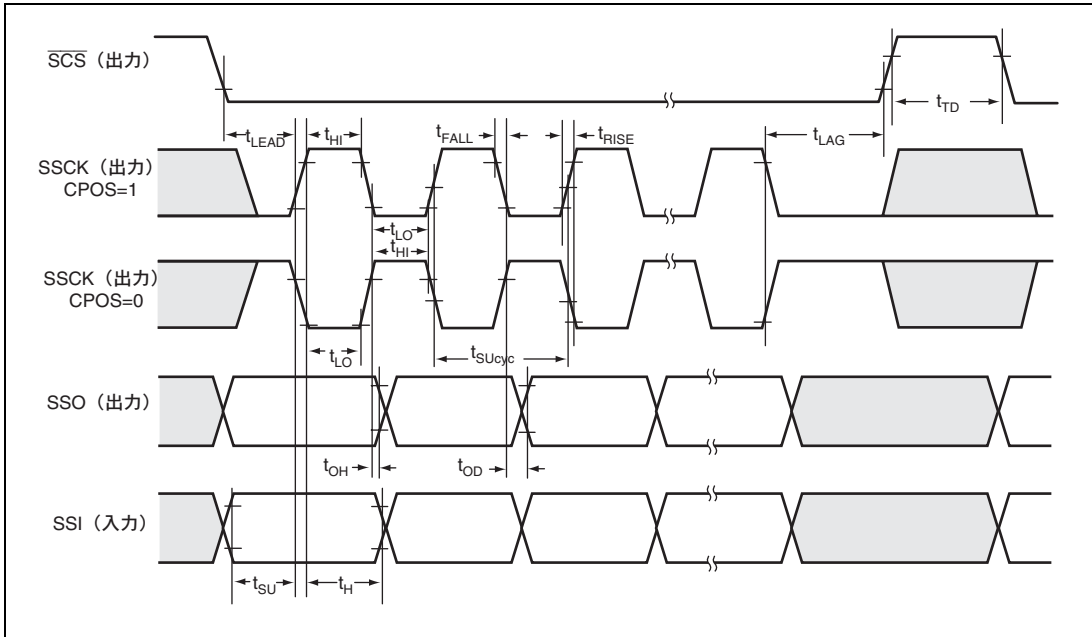 SCS（出力）
tTD
tLEAD
tHI
tFALL
tRISE
tLAG
SSCK（出力）
CPOS=1
tLO
tHI
SSCK（出力）
CPOS=0
tLO
tSUcyc
SSO（出力）
tOH
tOD
SSI（入力）
tSU
tH